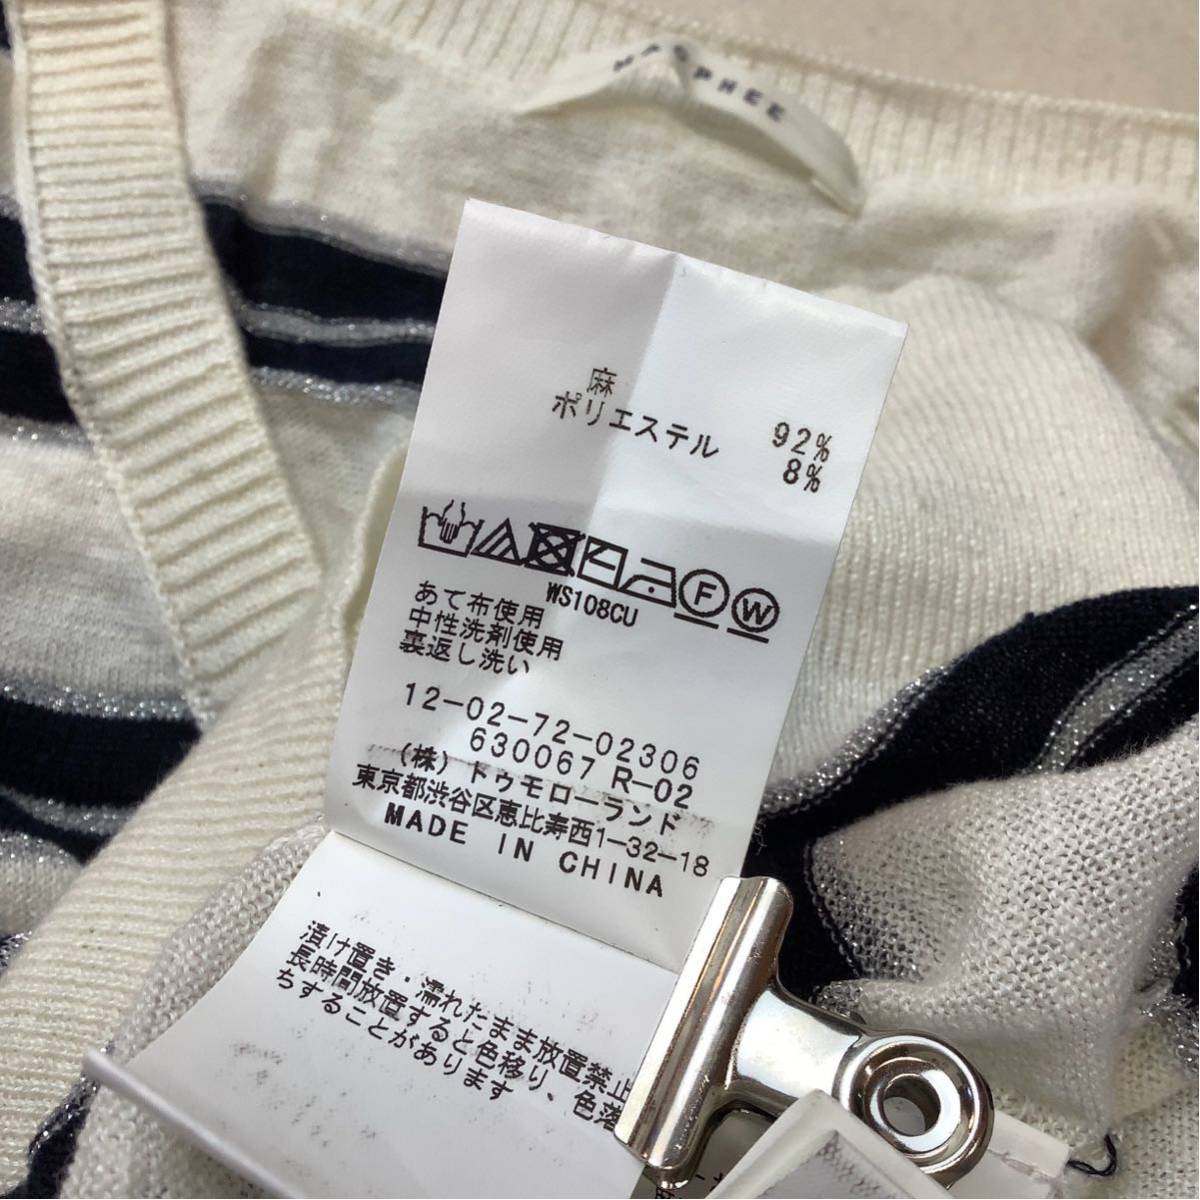 麻 92%
ポリエステル 8%
F W
WS108CU
あて布使用
中性洗剤使用
裏返し洗い
12-02-72-02306
630067 R-02
(株)トゥモローランド
東京都渋谷区恵比寿西1-32-18
MADE IN CHINA
漬け置き．濡れたまま放置禁止
長時間放置すると色移り、色落
ちすることがあります